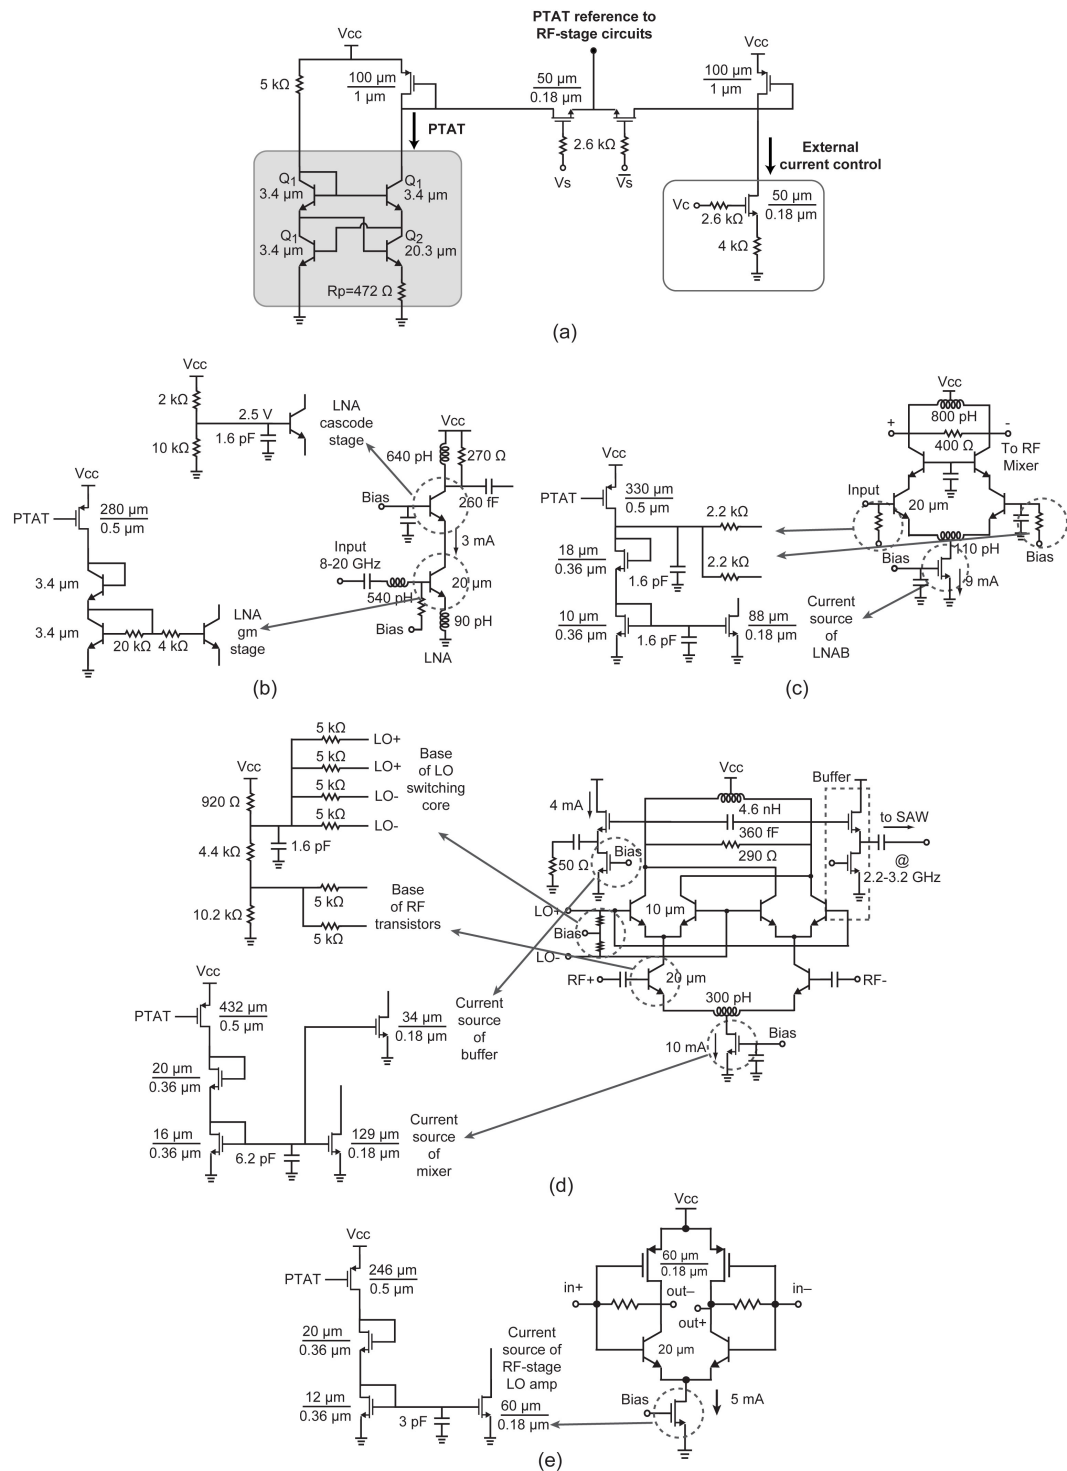 PTAT reference to
RF-stage circuits
Vcc
5 kΩ
100 µm
1 µm
PTAT
50 µm
0.18 µm
2.6 kΩ
Vs
V̅s
Vcc
100 µm
1 µm
External
current control
Q1
3.4 µm
Q1
3.4 µm
Q1
3.4 µm
Q2
20.3 µm
Rp=472 Ω
Vc
2.6 kΩ
50 µm
0.18 µm
4 kΩ
(a)
Vcc
2 kΩ
2.5 V
1.6 pF
10 kΩ
LNA
cascode
stage
Vcc
640 pH
270 Ω
260 fF
Bias
3 mA
Input
8-20 GHz
540 pH
20 µm
Bias
90 pH
LNA
Vcc
PTAT
280 µm
0.5 µm
3.4 µm
3.4 µm
20 kΩ
4 kΩ
LNA
gm
stage
(b)
Vcc
PTAT
330 µm
0.5 µm
2.2 kΩ
2.2 kΩ
18 µm
0.36 µm
1.6 pF
10 µm
0.36 µm
1.6 pF
88 µm
0.18 µm
Vcc
800 pH
+
-
400 Ω
To RF
Mixer
Input
20 µm
110 pH
Bias
Bias
Bias
9 mA
Current
source
of
LNAB
(c)
5 kΩ
LO+
5 kΩ
LO+
5 kΩ
LO-
5 kΩ
LO-
Base
of LO
switching
core
Vcc
920 Ω
1.6 pF
4.4 kΩ
10.2 kΩ
5 kΩ
5 kΩ
Base
of RF
transistors
Vcc
4.6 nH
360 fF
290 Ω
4 mA
Bias
50 Ω
Buffer
to SAW
@
2.2-3.2 GHz
LO+
Bias
LO-
10 µm
RF+
20 µm
RF-
300 pH
10 mA
Bias
Vcc
PTAT
432 µm
0.5 µm
20 µm
0.36 µm
16 µm
0.36 µm
6.2 pF
34 µm
0.18 µm
Current
source
of
buffer
129 µm
0.18 µm
Current
source
of
mixer
(d)
Vcc
PTAT
246 µm
0.5 µm
20 µm
0.36 µm
12 µm
0.36 µm
3 pF
Current
source of
RF-stage
LO amp
60 µm
0.18 µm
Vcc
60 µm
0.18 µm
in+
out–
out+
in–
20 µm
Bias
5 mA
(e)